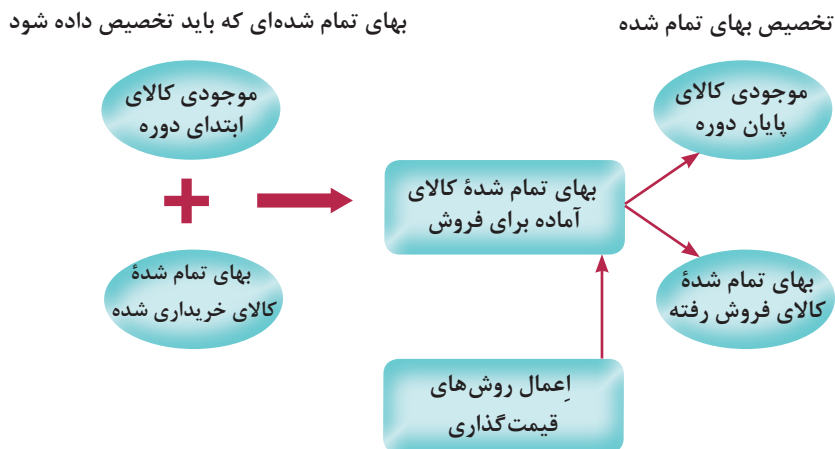 تخصیص بهای تمام شده
بهای تمام شده‌ای که باید تخصیص داده شود
موجودی کالای
پایان دوره
موجودی کالای
ابتدای دوره
بهای تمام شدهٔ کالای
آماده برای فروش
+
بهای تمام شدهٔ
کالای فروش رفته
بهای تمام شدهٔ
کالای خریداری شده
اِعمال روش‌های
قیمت‌گذاری